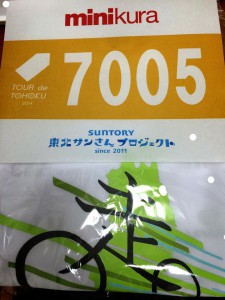 minikura
TOUR de
TOHOKU
2014
7005
SUNTORY
東北サンさんプロジェクト
since 2011